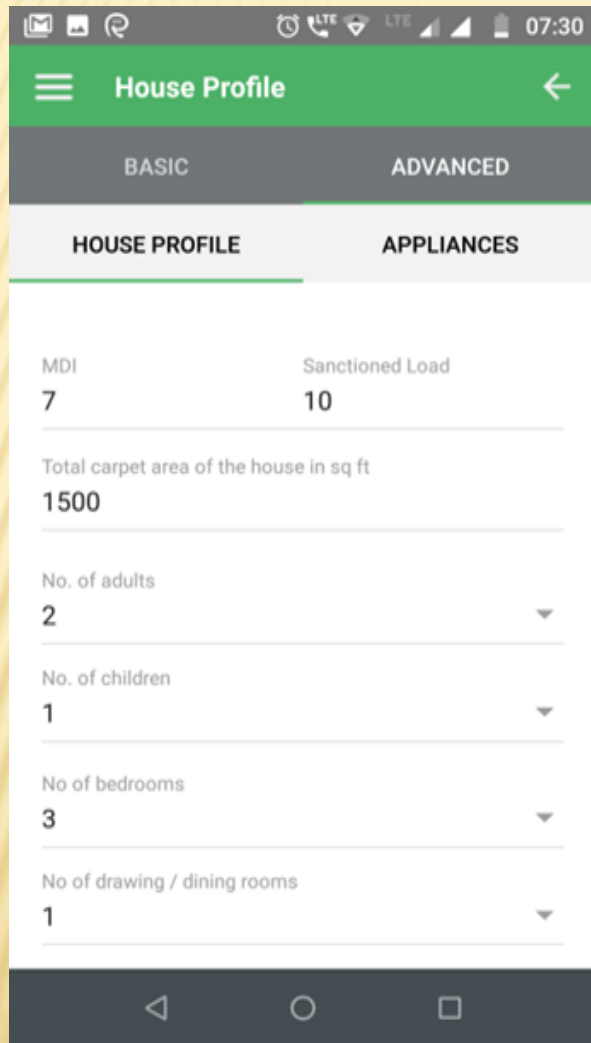 LTE LTE 07:30
House Profile
BASIC ADVANCED
HOUSE PROFILE APPLIANCES
MDI Sanctioned Load
7 10
Total carpet area of the house in sq ft
1500
No. of adults
2
No. of children
1
No of bedrooms
3
No of drawing / dining rooms
1